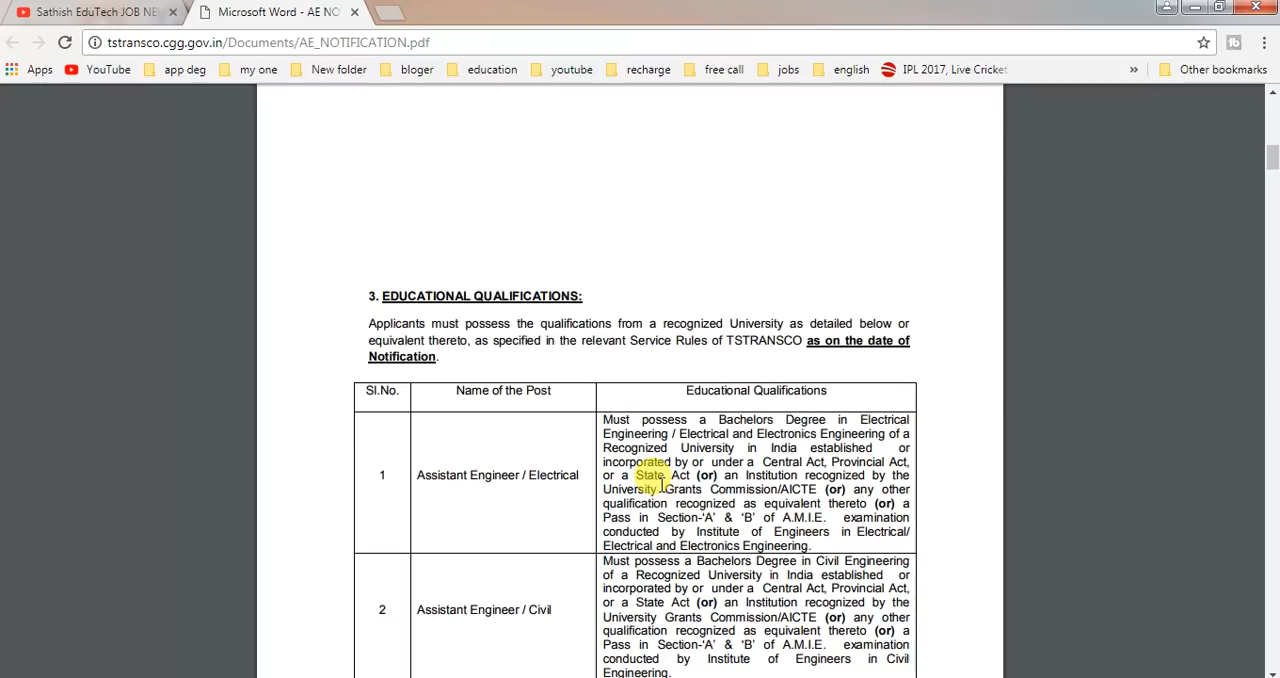 Sathish EduTech JOB NE
Microsoft Word - AE NO
tstransco.cgg.gov.in/Documents/AE_NOTIFICATION.pdf
Apps YouTube app deg my one New folder bloger education youtube recharge free call jobs english IPL 2017, Live Cricket » Other bookmarks
3. EDUCATIONAL QUALIFICATIONS:
Applicants must possess the qualifications from a recognized University as detailed below or
equivalent thereto, as specified in the relevant Service Rules of TSTRANSCO as on the date of
Notification.
Sl.No. Name of the Post Educational Qualifications
1 Assistant Engineer / Electrical
Must possess a Bachelors Degree in Electrical
Engineering / Electrical and Electronics Engineering of a
Recognized University in India established or
incorporated by or under a Central Act, Provincial Act,
or a State Act (or) an Institution recognized by the
University Grants Commission/AICTE (or) any other
qualification recognized as equivalent thereto (or) a
Pass in Section-‘A’ & ‘B’ of A.M.I.E. examination
conducted by Institute of Engineers in Electrical/
Electrical and Electronics Engineering.
2 Assistant Engineer / Civil
Must possess a Bachelors Degree in Civil Engineering
of a Recognized University in India established or
incorporated by or under a Central Act, Provincial Act,
or a State Act (or) an Institution recognized by the
University Grants Commission/AICTE (or) any other
qualification recognized as equivalent thereto (or) a
Pass in Section-‘A’ & ‘B’ of A.M.I.E. examination
conducted by Institute of Engineers in Civil
Engineering.